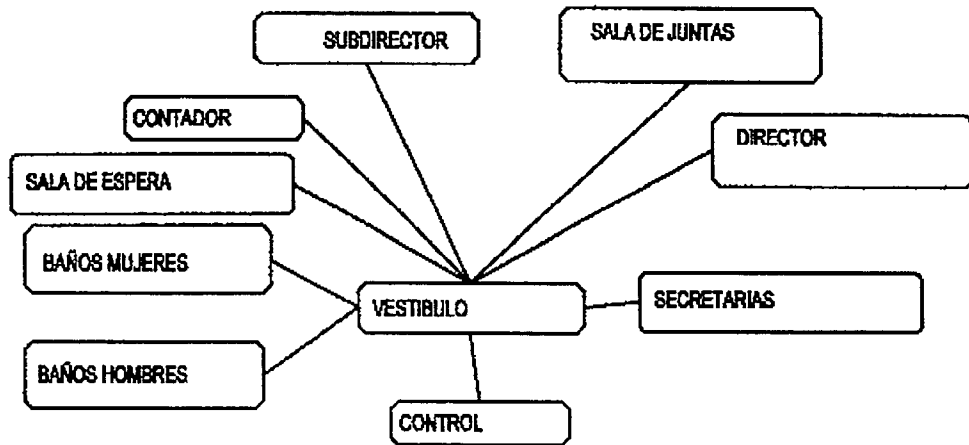 SUBDIRECTOR
SALA DE JUNTAS
CONTADOR
DIRECTOR
SALA DE ESPERA
BAÑOS MUJERES
VESTIBULO
SECRETARIAS
BAÑOS HOMBRES
CONTROL